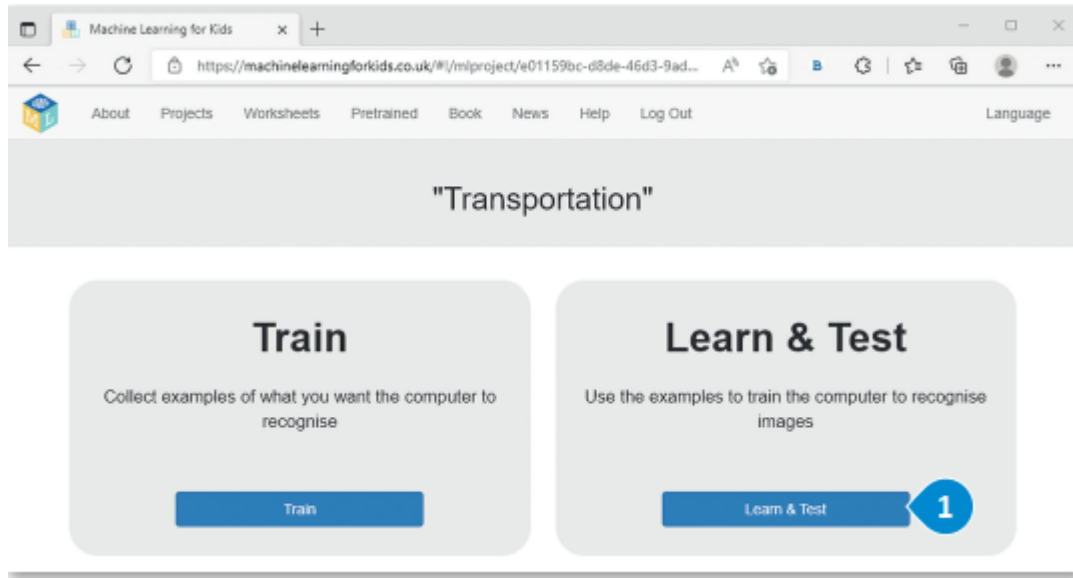 Machine Learning for Kids
https://machinelearningforkids.co.uk/#!/mlproject/e01159bc-d8de-46d3-9ad...
About Projects Worksheets Pretrained Book News Help Log Out Language
"Transportation"
Train
Collect examples of what you want the computer to
recognise
Train
Learn & Test
Use the examples to train the computer to recognise
images
Learn & Test
1